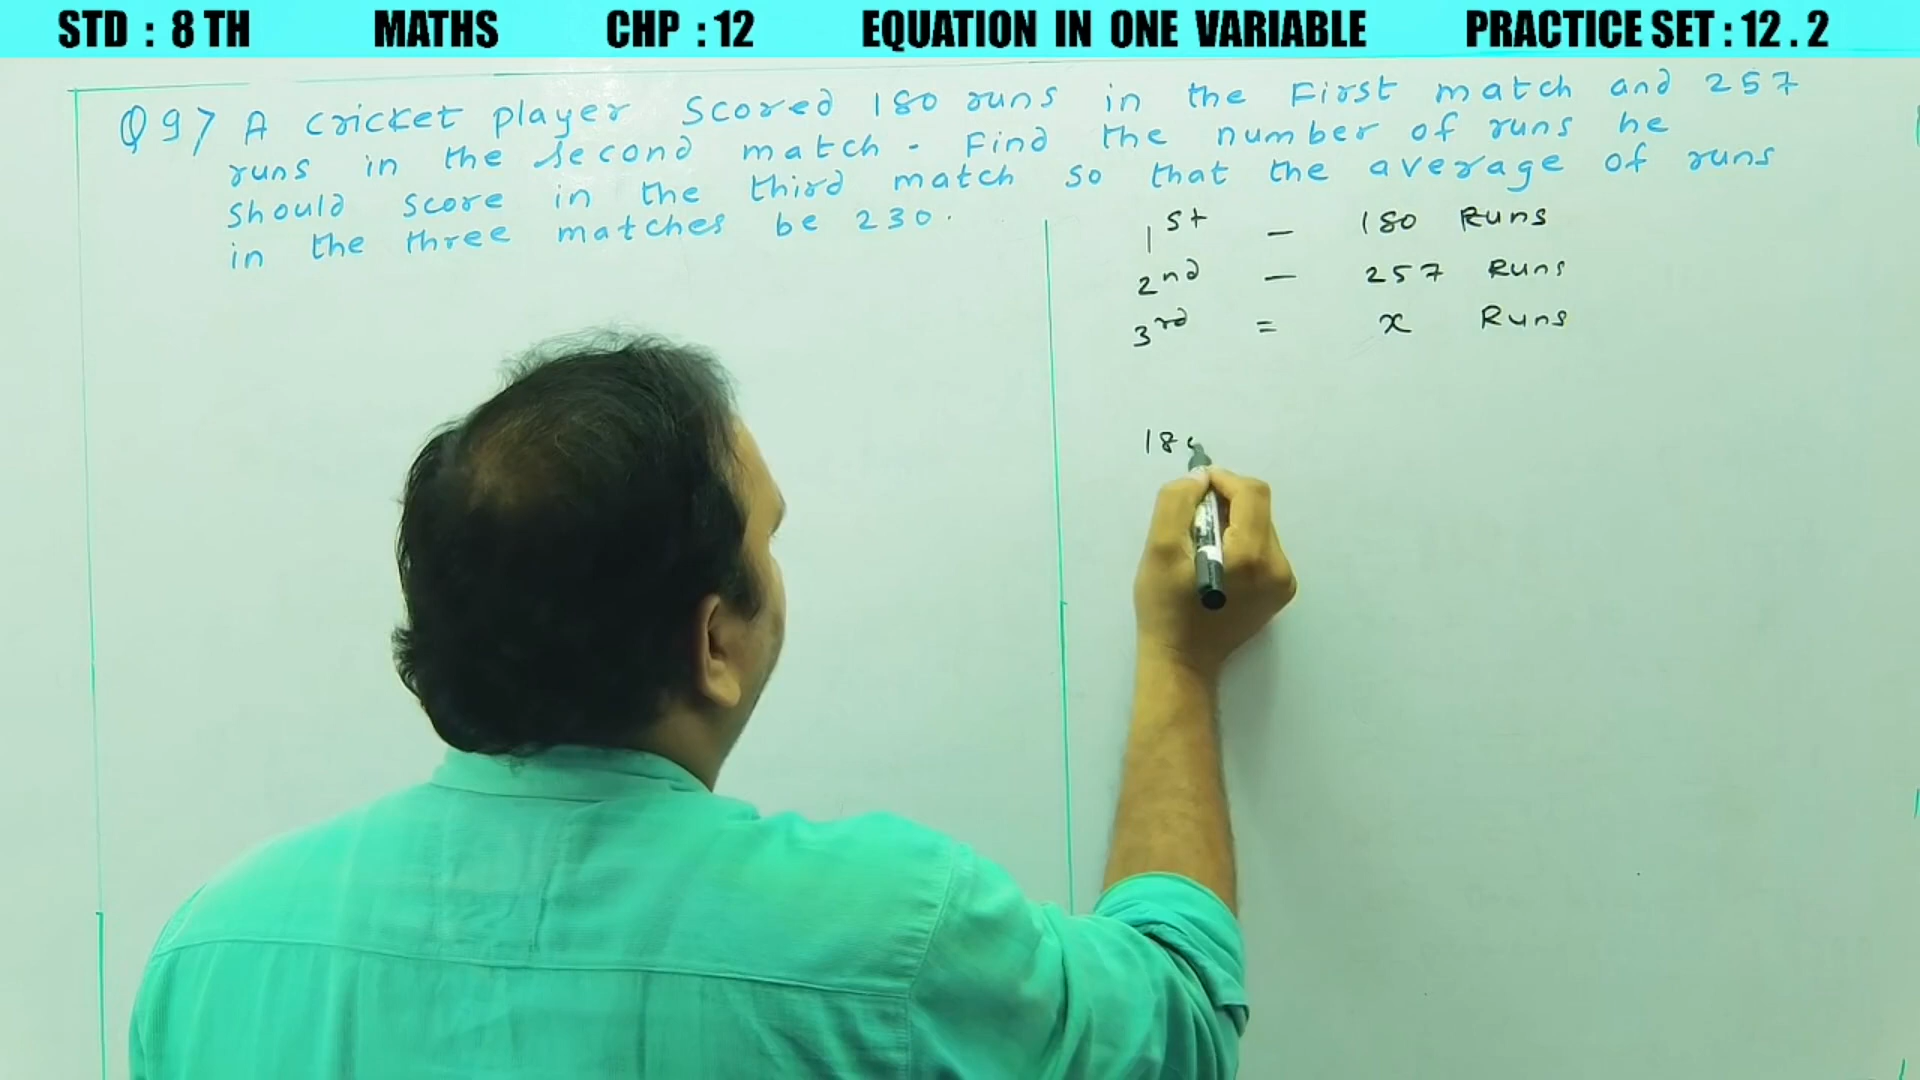 STD : 8 TH MATHS CHP : 12 EQUATION IN ONE VARIABLE PRACTICE SET : 12 . 2
Q 9> A cricket player scored 180 runs in the First match and 257
runs in the second match. Find the number of runs he
should score in the third match so that the average of runs
in the three matches be 230.
1st - 180 Runs
2nd - 257 Runs
3rd = x Runs
18